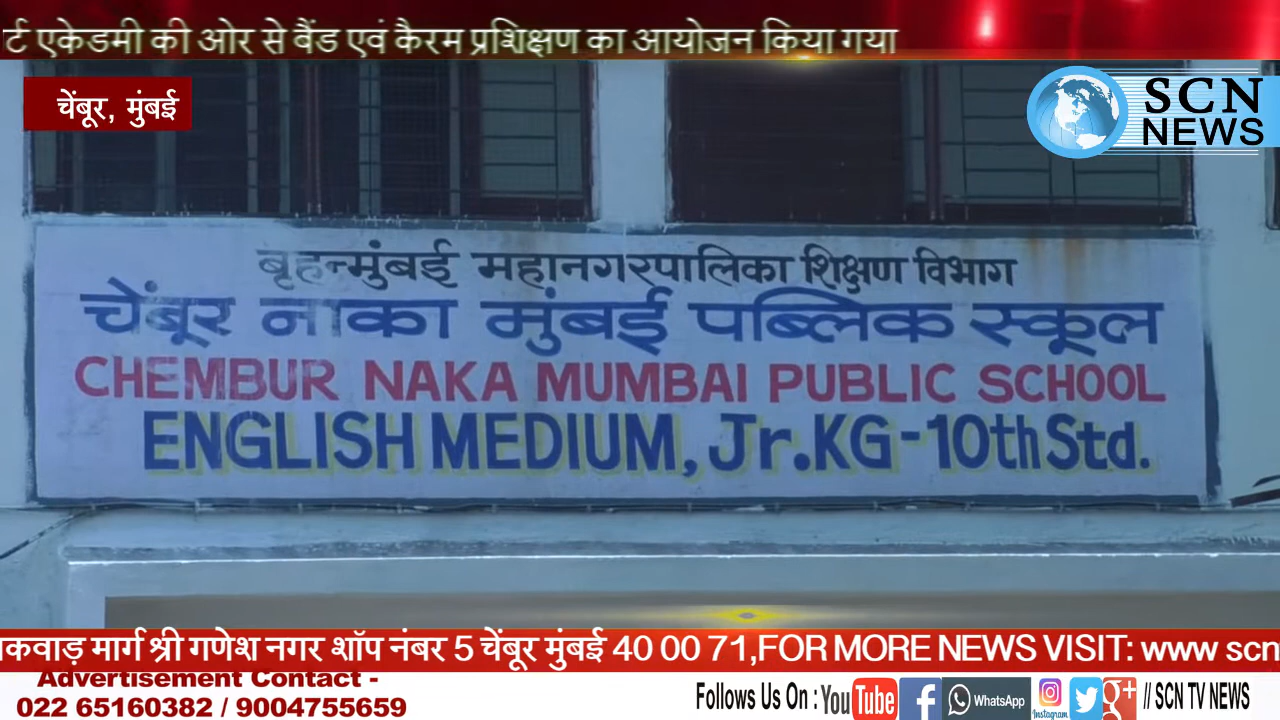 र्ट एकेडमी की ओर से बैंड एवं कैरम प्रशिक्षण का आयोजन किया गया
चेंबूर, मुंबई
SCN
NEWS
बृहन्मुंबई महानगरपालिका शिक्षण विभाग
चेंबूर नाका मुंबई पब्लिक स्कूल
CHEMBUR NAKA MUMBAI PUBLIC SCHOOL
ENGLISH MEDIUM, Jr.KG-10th Std.
कवाड़ मार्ग श्री गणेश नगर शॉप नंबर 5 चेंबूर मुंबई 40 00 71,FOR MORE NEWS VISIT: www scn
Advertisement Contact -
022 65160382 / 9004755659
Follows Us On : YouTube f WhatsApp Instagram g+ // SCN TV NEWS